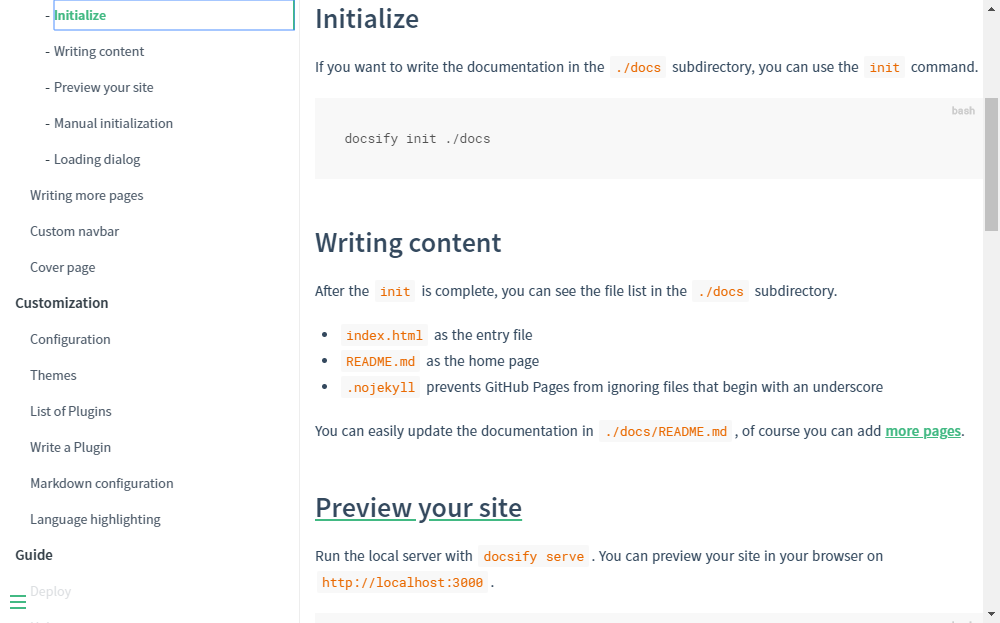 - Initialize
- Writing content
- Preview your site
- Manual initialization
- Loading dialog
Writing more pages
Custom navbar
Cover page
Customization
Configuration
Themes
List of Plugins
Write a Plugin
Markdown configuration
Language highlighting
Guide
Deploy
Initialize
If you want to write the documentation in the ./docs subdirectory, you can use the init command.
bash
docsify init ./docs
Writing content
After the init is complete, you can see the file list in the ./docs subdirectory.
• index.html as the entry file
• README.md as the home page
• .nojekyll prevents GitHub Pages from ignoring files that begin with an underscore
You can easily update the documentation in ./docs/README.md , of course you can add more pages.
Preview your site
Run the local server with docsify serve . You can preview your site in your browser on
http://localhost:3000 .